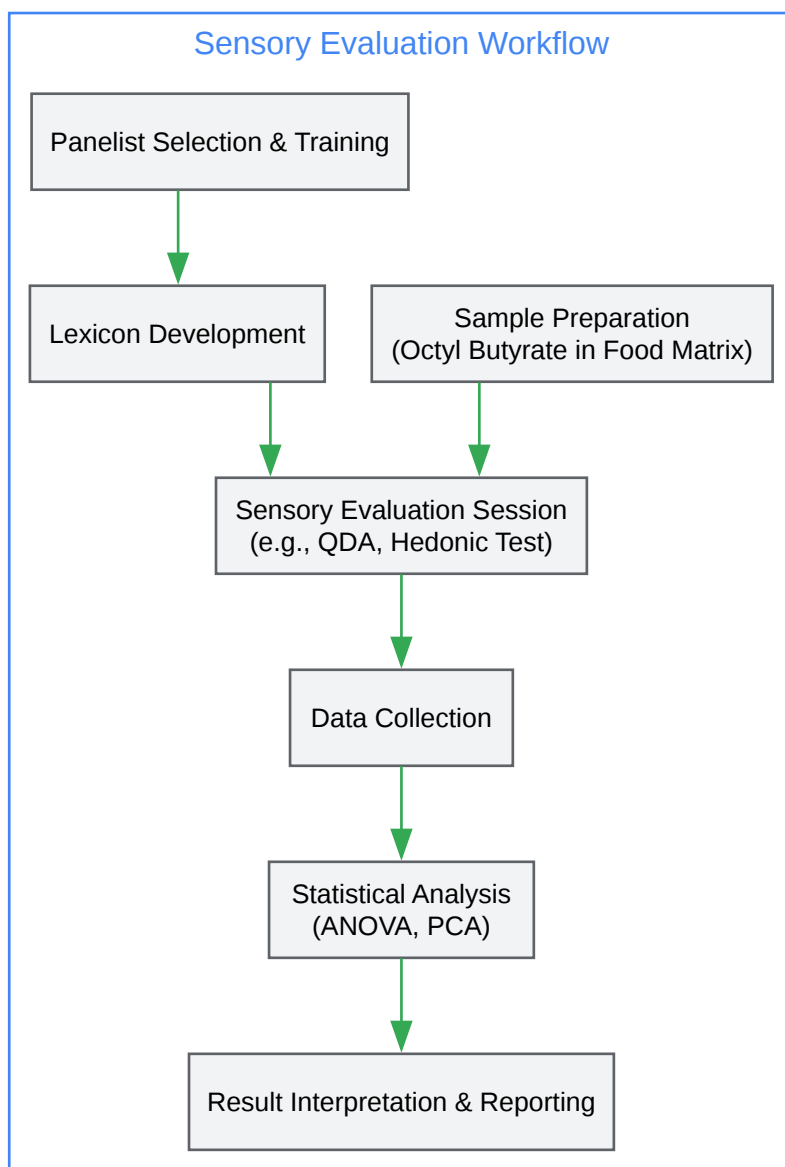 Sensory Evaluation Workflow
Panelist Selection & Training
Lexicon Development
Sample Preparation
(Octyl Butyrate in Food Matrix)
Sensory Evaluation Session
(e.g., QDA, Hedonic Test)
Data Collection
Statistical Analysis
(ANOVA, PCA)
Result Interpretation & Reporting